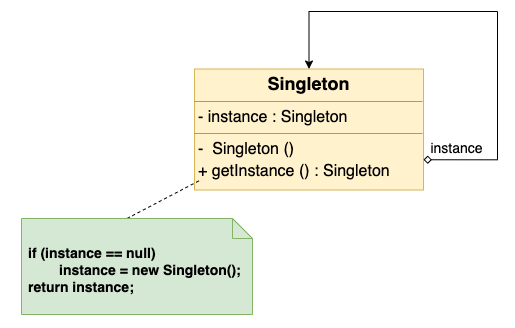 Singleton
- instance : Singleton
- Singleton ()
instance
+ getInstance () : Singleton
if (instance == null)
instance = new Singleton();
return instance;